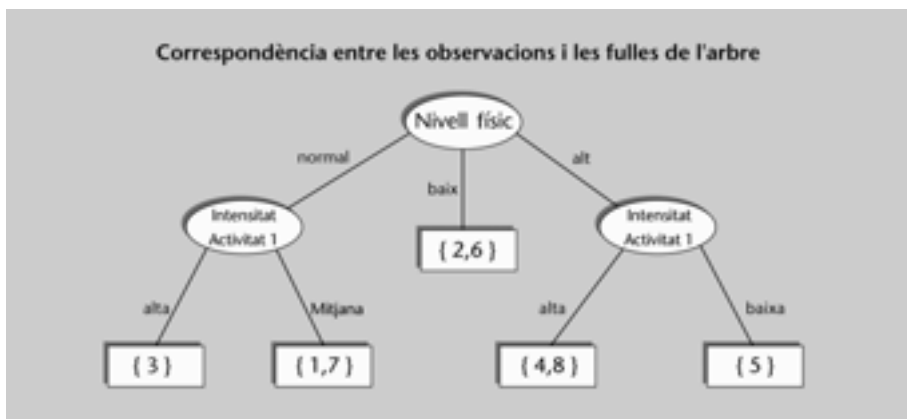 Correspondència entre les observacions i les fulles de l'arbre
Nivell físic
normal
baix
alt
Intensitat
Activitat 1
{ 2,6 }
Intensitat
Activitat 1
alta
Mitjana
alta
baixa
{ 3 }
{ 1,7 }
{ 4,8 }
{ 5 }